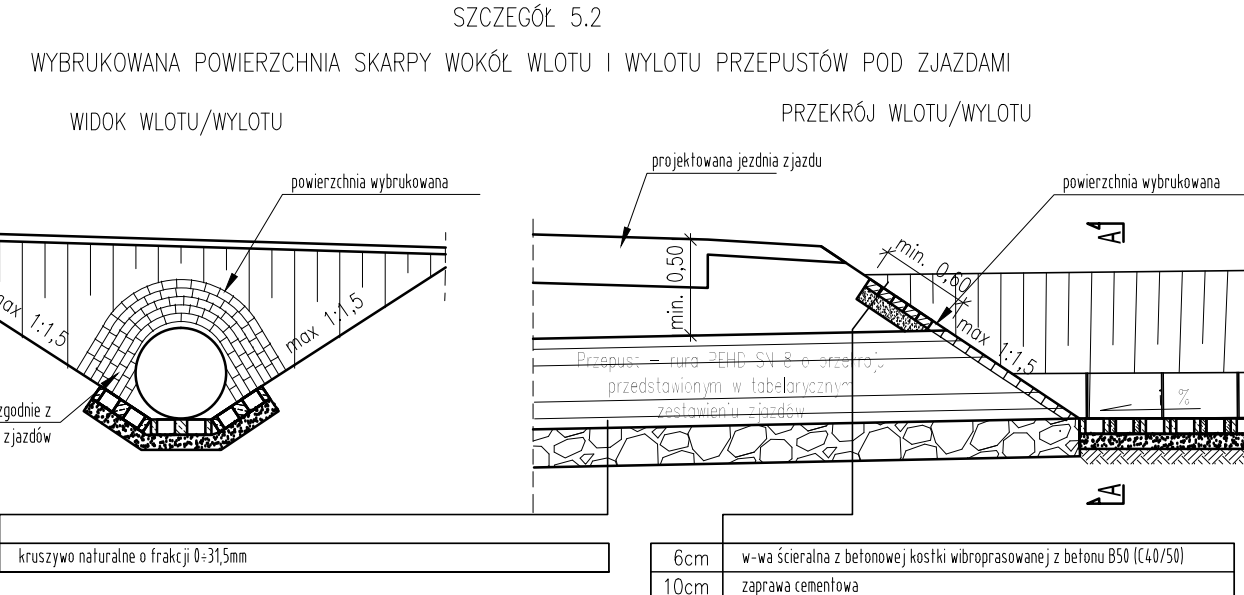 SZCZEGÓŁ 5.2
WYBRUKOWANA POWIERZCHNIA SKARPY WOKÓŁ WLOTU I WYLOTU PRZEPUSTÓW POD ZJAZDAMI
WIDOK WLOTU/WYLOTU
PRZEKRÓJ WLOTU/WYLOTU
powierzchnia wybrukowana
projektowana jezdnia zjazdu
powierzchnia wybrukowana
A
min. 0,50
min. 0,60
max 1:1,5
max 1:1,5
max 1:1,5
Przepust – rura PEHD SN 8 o przekroju
przedstawionym w tabelarycznym
zestawieniu zjazdów
zgodnie z
zjazdów
i %
A
kruszywo naturalne o frakcji 0÷31,5mm
6cm w-wa ścieralna z betonowej kostki wibroprasowanej z betonu B50 (C40/50)
10cm zaprawa cementowa